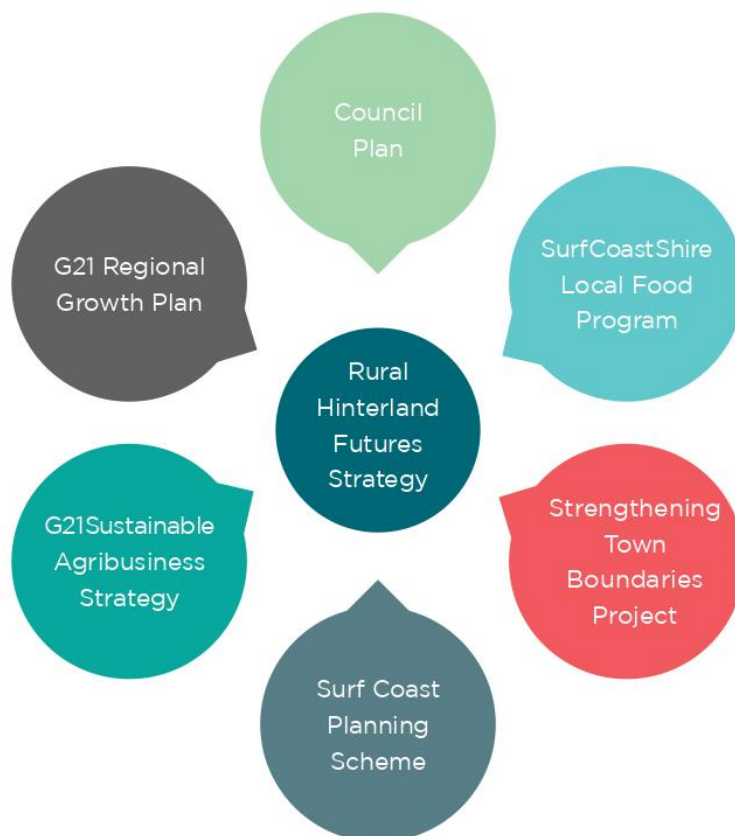 Council
Plan
G21 Regional
Growth Plan
SurfCoastShire
Local Food
Program
Rural
Hinterland
Futures
Strategy
G21Sustainable
Agribusiness
Strategy
Strengthening
Town
Boundaries
Project
Surf Coast
Planning
Scheme